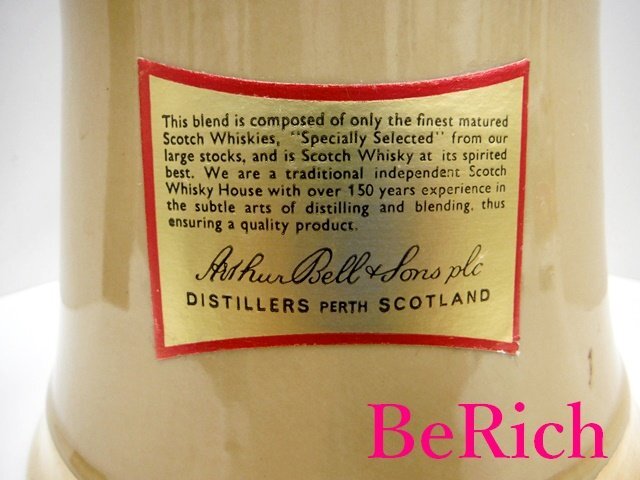 This blend is composed of only the finest matured
Scotch Whiskies, "Specially Selected" from our
large stocks, and is Scotch Whisky at its spirited
best. We are a traditional independent Scotch
Whisky House with over 150 years experience in
the subtle arts of distilling and blending, thus
ensuring a quality product.
Arthur Bell & Sons plc
DISTILLERS PERTH SCOTLAND
BeRich